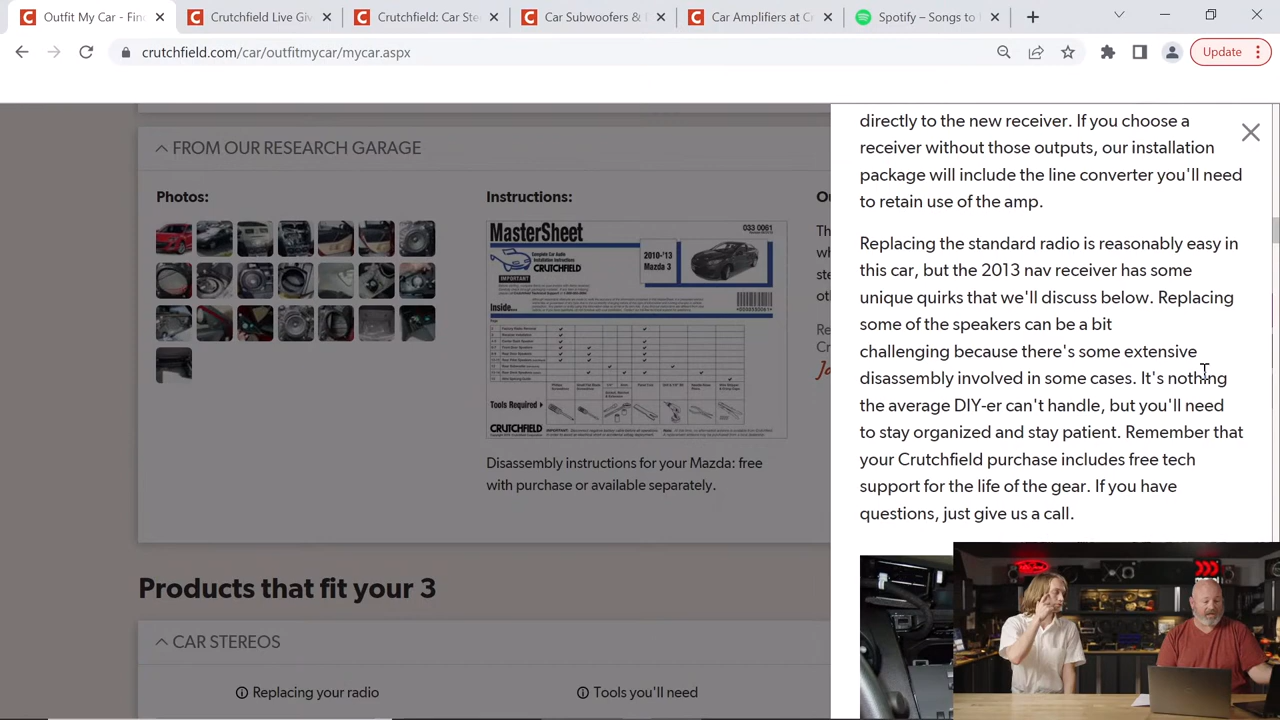 Outfit My Car - Find
Crutchfield Live Giv
Crutchfield: Car Ste
Car Subwoofers &
Car Amplifiers at C
Spotify – Songs to
crutchfield.com/car/outfitmycar/mycar.aspx
Update
FROM OUR RESEARCH GARAGE
Photos:
Instructions:
MasterSheet
033 0061
Complete Car Audio
Installation Instructions
CRUTCHFIELD
2010-'13
Mazda 3
IMPORTANT
Inside...
Tools Required
CRUTCHFIELD
Disassembly instructions for your Mazda: free
with purchase or available separately.
Products that fit your 3
CAR STEREOS
Replacing your radio
Tools you'll need
directly to the new receiver. If you choose a
receiver without those outputs, our installation
package will include the line converter you'll need
to retain use of the amp.
Replacing the standard radio is reasonably easy in
this car, but the 2013 nav receiver has some
unique quirks that we'll discuss below. Replacing
some of the speakers can be a bit
challenging because there's some extensive
disassembly involved in some cases. It's nothing
the average DIY-er can't handle, but you'll need
to stay organized and stay patient. Remember that
your Crutchfield purchase includes free tech
support for the life of the gear. If you have
questions, just give us a call.